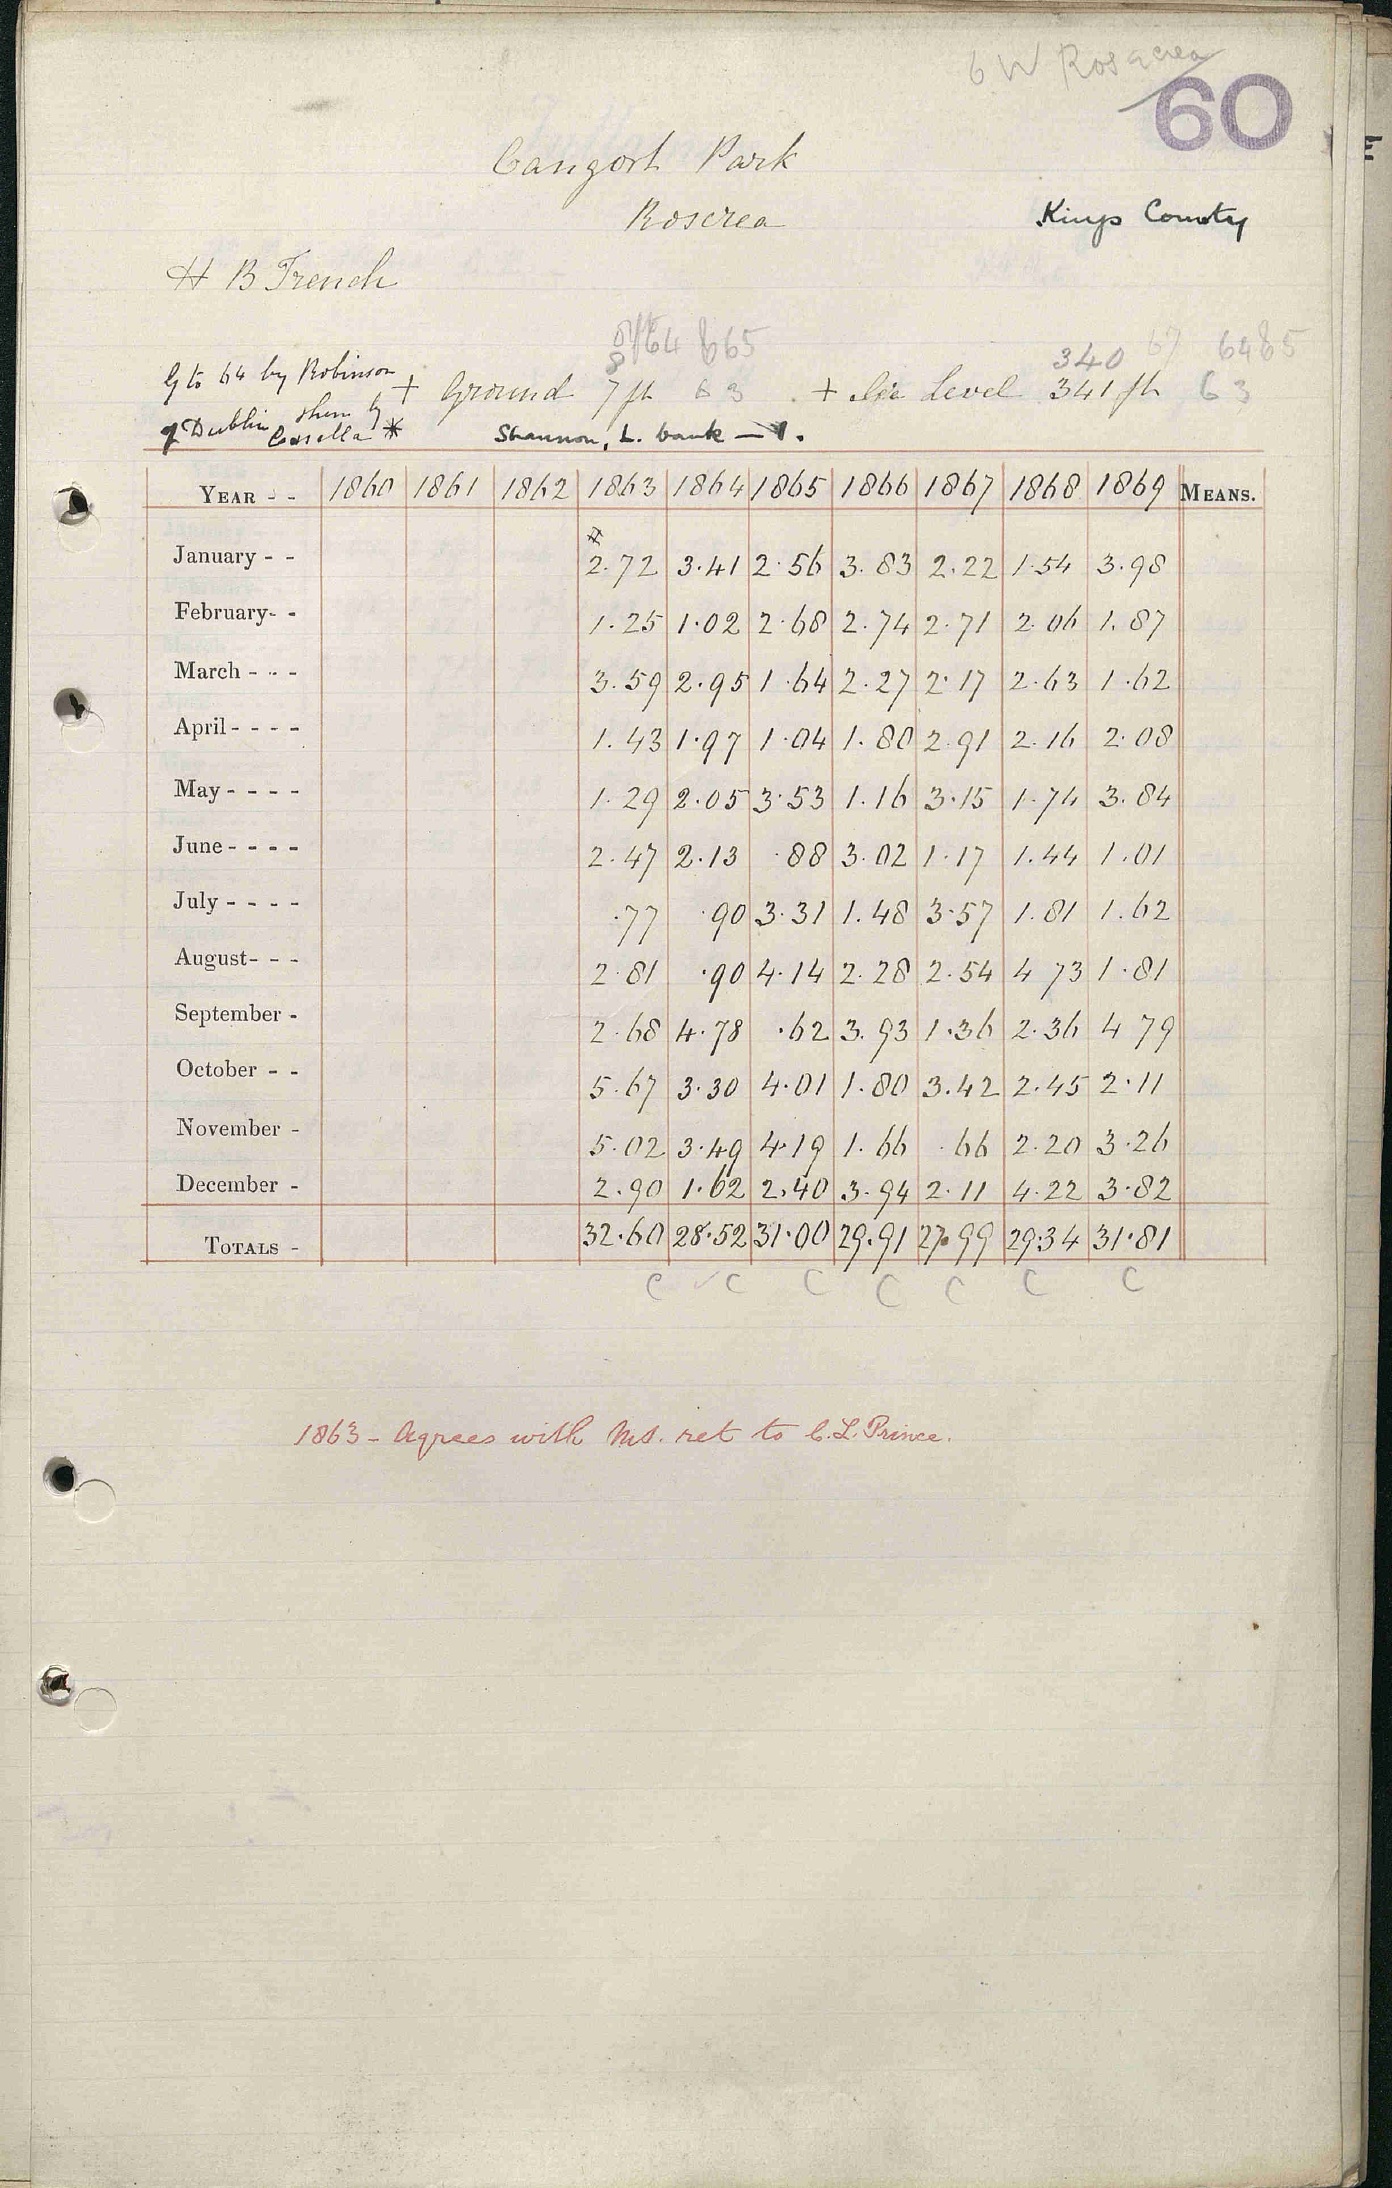 6 W Roscrea
60
Cangort Park
Roscrea
Kings County
H B Trench
64 65
340 67 64 65
G to 64 by Robinson
of Dublin then by
Casella *
+ Ground 7 ft 63 + Sea Level 341 ft 63
Shannon, L. bank — 1.
YEAR - - 1860 1861 1862 1863 1864 1865 1866 1867 1868 1869 MEANS.
*
January - - 2.72 3.41 2.56 3.83 2.22 1.54 3.98
February - - 1.25 1.02 2.68 2.74 2.71 2.06 1.87
March - - - 3.59 2.95 1.64 2.27 2.17 2.63 1.62
April - - - - 1.43 1.97 1.04 1.80 2.91 2.16 2.08
May - - - - 1.29 2.05 3.53 1.16 3.15 1.74 3.84
June - - - - 2.47 2.13 .88 3.02 1.17 1.44 1.01
July - - - - .77 .90 3.31 1.48 3.57 1.81 1.62
August - - - 2.81 .90 4.14 2.28 2.54 4 73 1.81
September - 2.68 4.78 .62 3.93 1.36 2.36 4 79
October - - 5.67 3.30 4.01 1.80 3.42 2.45 2.11
November - 5.02 3.49 4.19 1.66 .66 2.20 3.26
December - 2.90 1.62 2.40 3.94 2.11 4.22 3.82
TOTALS - 32.60 28.52 31.00 29.91 27.99 29.34 31.81
C ✓ C C C C C C
1863 - Agrees with MS. ret to C.L. Prince.